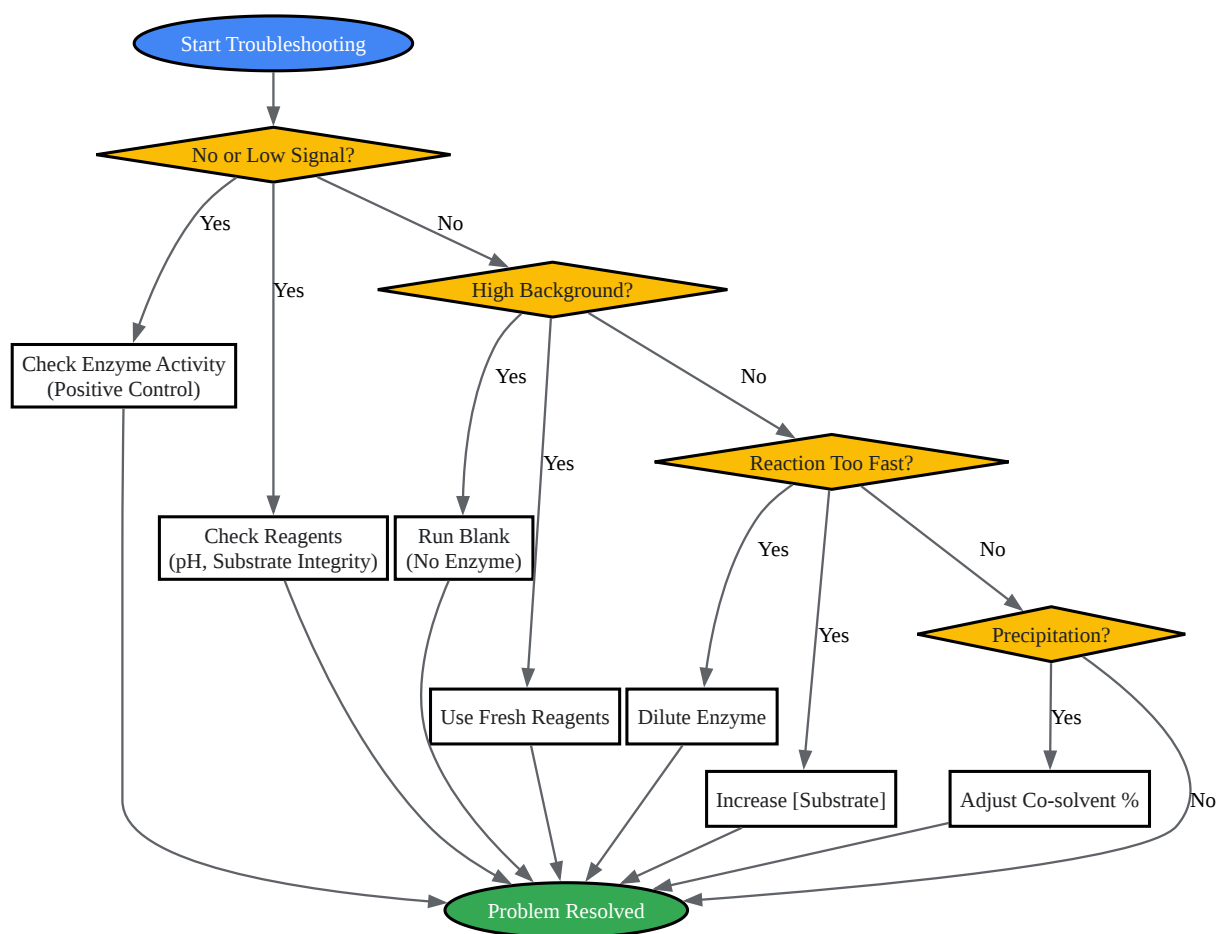 Start Troubleshooting
No or Low Signal?
Yes
No
Yes
High Background?
Check Enzyme Activity
(Positive Control)
Yes
No
Yes
Reaction Too Fast?
Check Reagents
(pH, Substrate Integrity)
Run Blank
(No Enzyme)
Yes
No
Yes
Precipitation?
Use Fresh Reagents
Dilute Enzyme
Yes
Increase [Substrate]
Adjust Co-solvent %
No
Problem Resolved